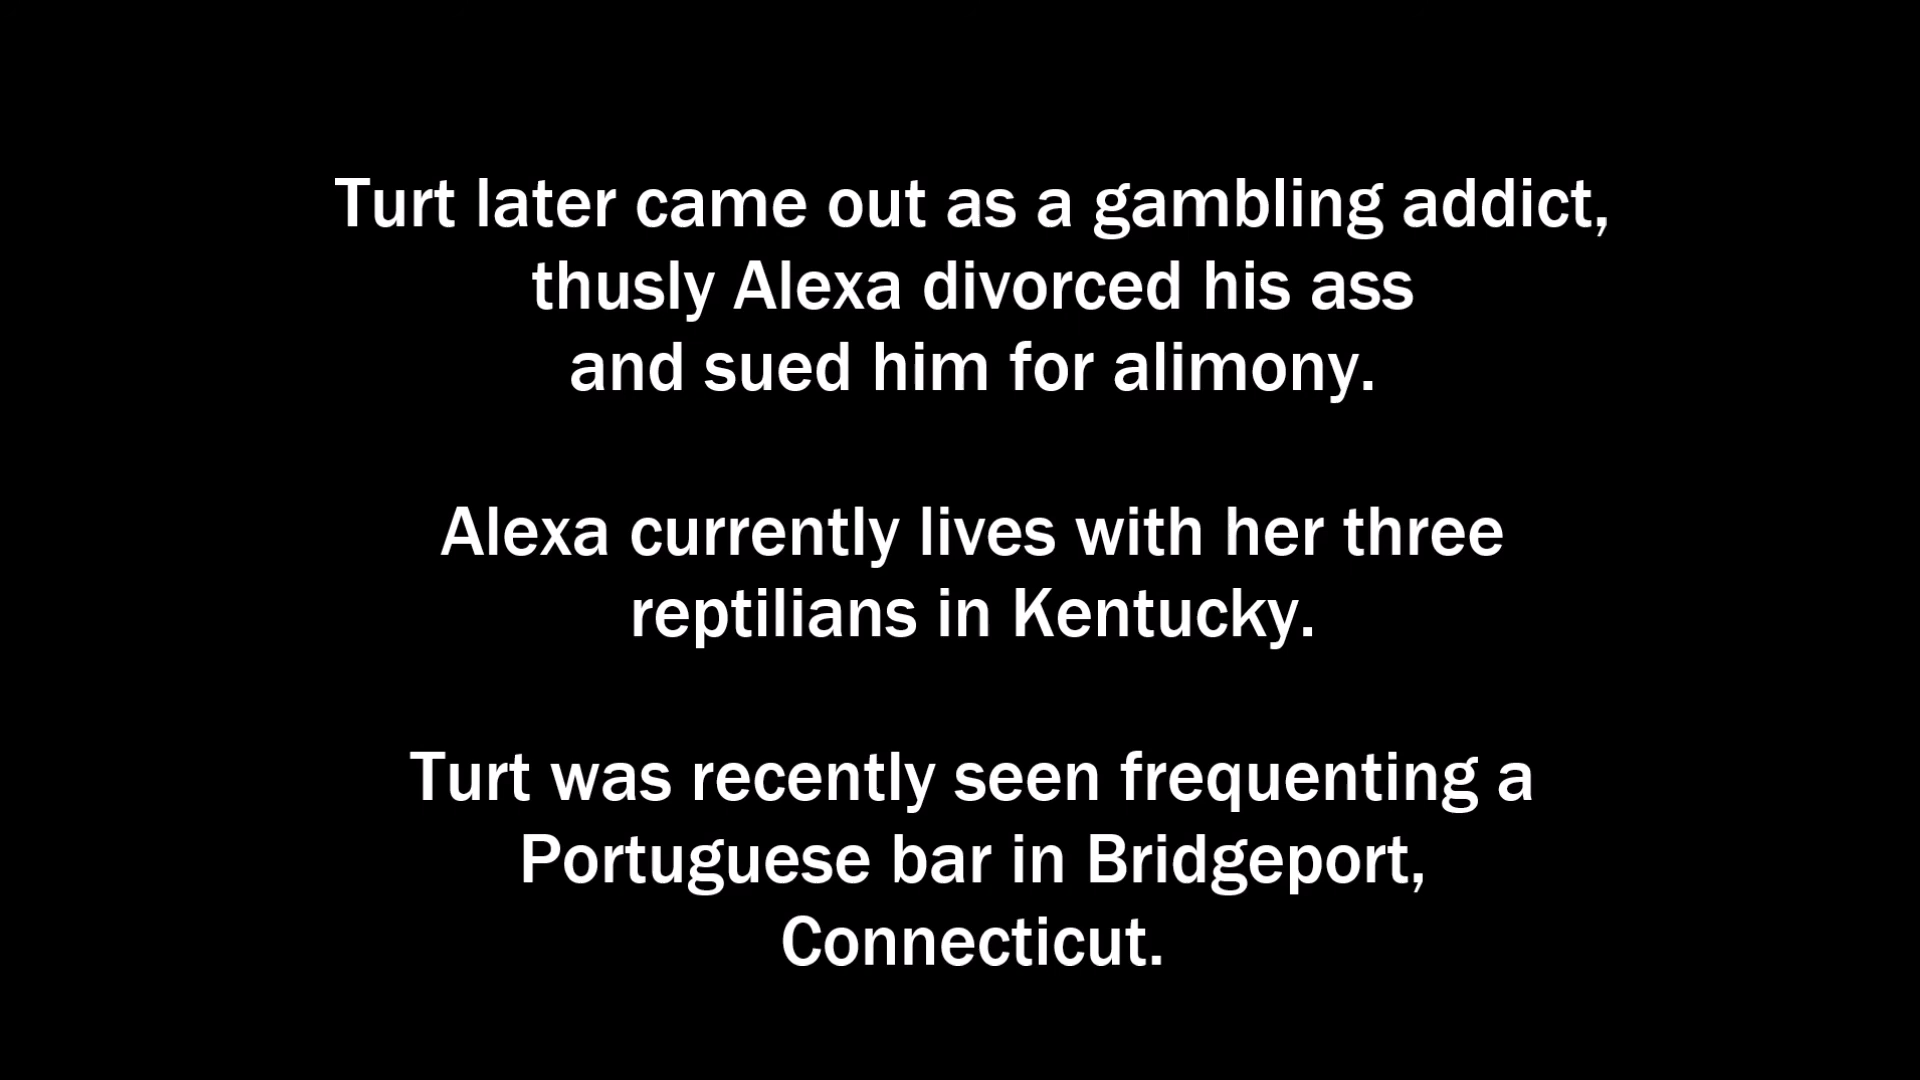 Turt later came out as a gambling addict,
thusly Alexa divorced his ass
and sued him for alimony.
Alexa currently lives with her three
reptilians in Kentucky.
Turt was recently seen frequenting a
Portuguese bar in Bridgeport,
Connecticut.